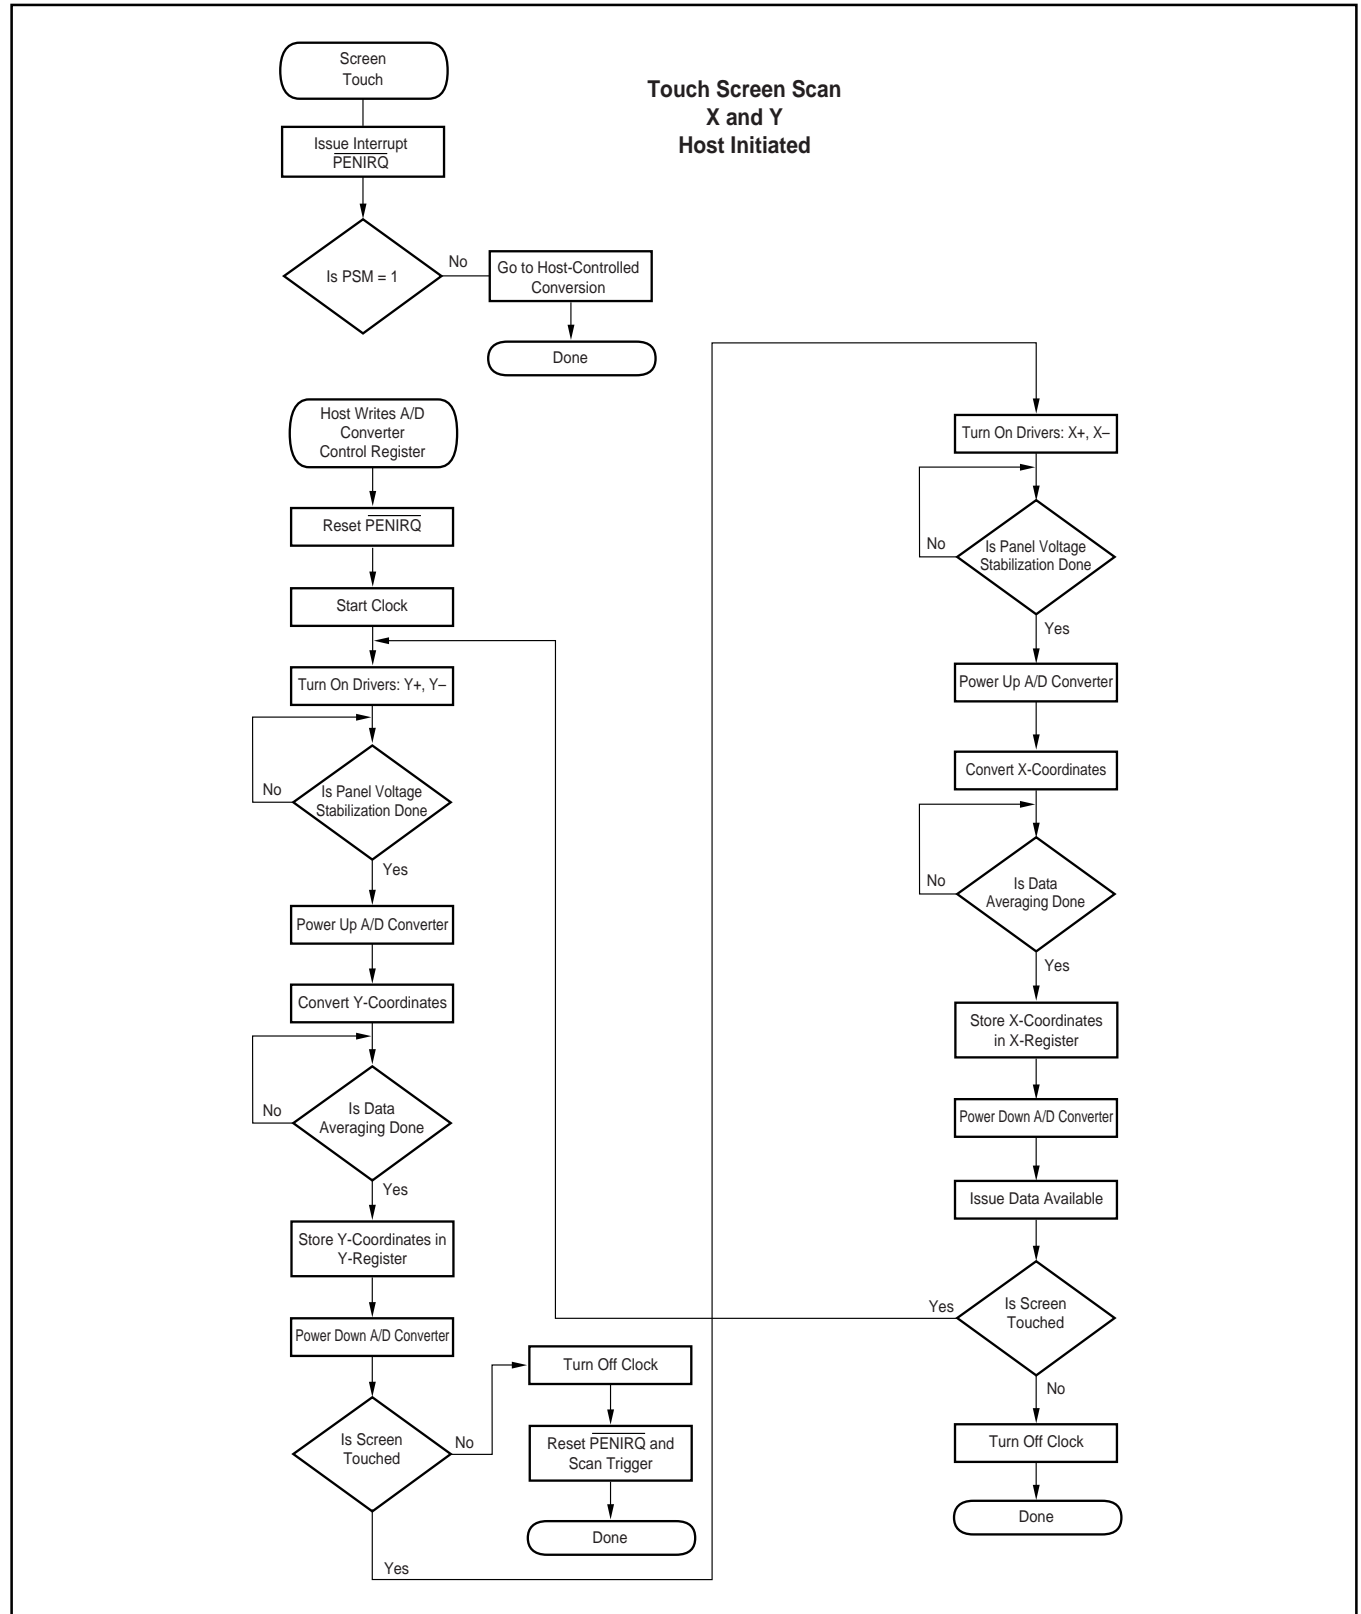 Touch Screen Scan
X and Y
Host Initiated
Screen
Touch
Issue Interrupt
PENIRQ
Is PSM = 1
No
Go to Host-Controlled
Conversion
Done
Host Writes A/D
Converter
Control Register
Reset PENIRQ
Start Clock
Turn On Drivers: Y+, Y–
Is Panel Voltage
Stabilization Done
No
Yes
Power Up A/D Converter
Convert Y-Coordinates
Is Data
Averaging Done
No
Yes
Store Y-Coordinates in
Y-Register
Power Down A/D Converter
Is Screen
Touched
No
Turn Off Clock
Reset PENIRQ and
Scan Trigger
Done
Yes
Turn On Drivers: X+, X–
Is Panel Voltage
Stabilization Done
No
Yes
Power Up A/D Converter
Convert X-Coordinates
Is Data
Averaging Done
No
Yes
Store X-Coordinates
in X-Register
Power Down A/D Converter
Issue Data Available
Is Screen
Touched
Yes
No
Turn Off Clock
Done